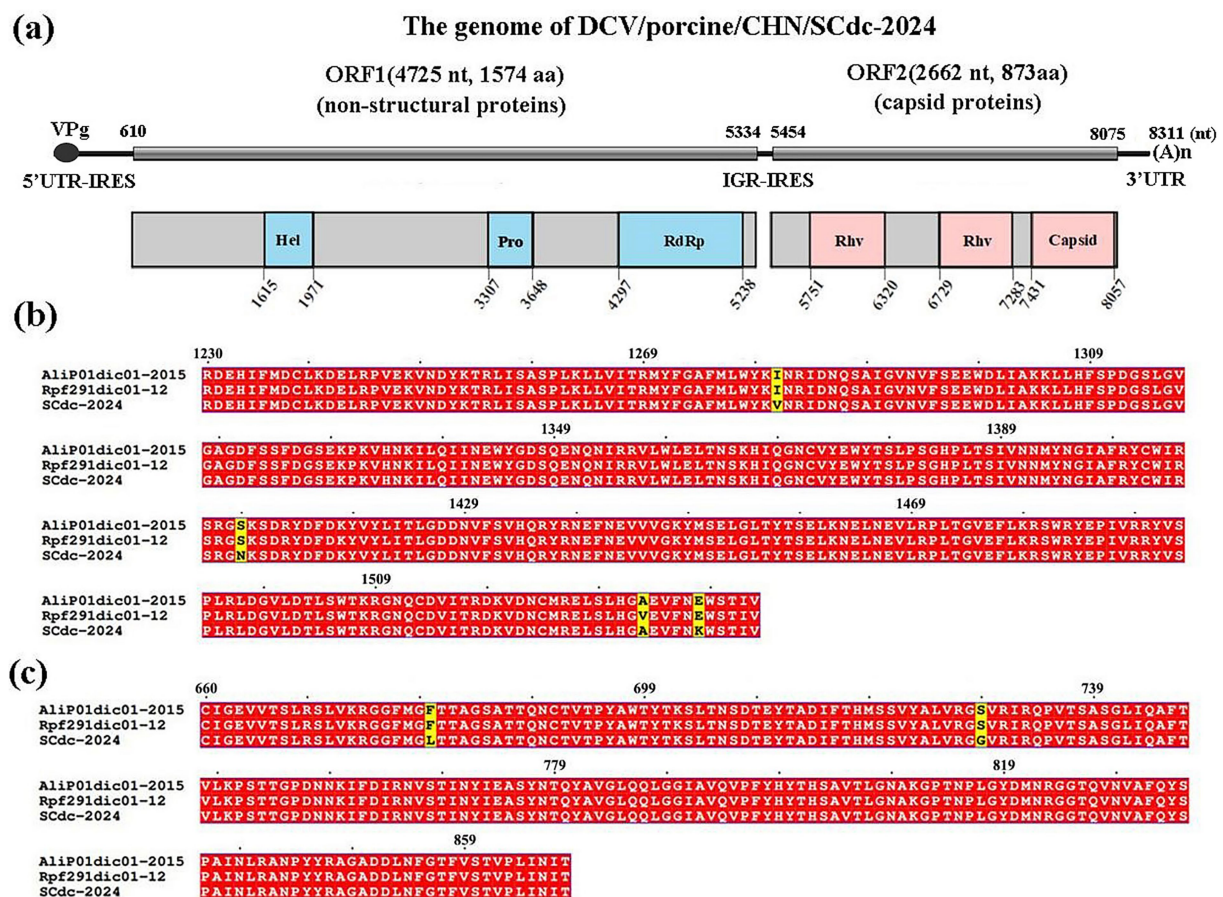 (a)
The genome of DCV/porcine/CHN/SCdc-2024
ORF1(4725 nt, 1574 aa)
(non-structural proteins)
ORF2(2662 nt, 873aa)
(capsid proteins)
VPg
610
5334
5454
8075
8311 (nt)
(A)n
5’UTR-IRES
IGR-IRES
3’UTR
Hel
Pro
RdRp
Rhv
Rhv
Capsid
1615
1971
3307
3648
4297
5238
5751
6320
6729
7283
7431
8057
(b)
1230 1269 1309
AliP01dic01-2015 RDEHIFMDCLKDELRPVEKVNDYKTRLISASPLKLLVITRMYFGAFMLWYKINRIDNQSAIGVNVFSEEWDLIAKKLLHFSPDGSLGV
Rpf291dic01-12 RDEHIFMDCLKDELRPVEKVNDYKTRLISASPLKLLVITRMYFGAFMLWYKINRIDNQSAIGVNVFSEEWDLIAKKLLHFSPDGSLGV
SCdc-2024 RDEHIFMDCLKDELRPVEKVNDYKTRLISASPLKLLVITRMYFGAFMLWYKVNRIDNQSAIGVNVFSEEWDLIAKKLLHFSPDGSLGV
1349 1389
AliP01dic01-2015 GAGDFSSFDGSEKPKVHNKILQIINEWYGDSQENQNIRRVLWLELTNSKHIQGNCVYEWYTSLPSGHPLTSIVNNMYNGIAFRYCWIR
Rpf291dic01-12 GAGDFSSFDGSEKPKVHNKILQIINEWYGDSQENQNIRRVLWLELTNSKHIQGNCVYEWYTSLPSGHPLTSIVNNMYNGIAFRYCWIR
SCdc-2024 GAGDFSSFDGSEKPKVHNKILQIINEWYGDSQENQNIRRVLWLELTNSKHIQGNCVYEWYTSLPSGHPLTSIVNNMYNGIAFRYCWIR
1429 1469
AliP01dic01-2015 SRGSKSDRYDFDKYVYLITLGDDNVFSVHQRYRNEFNEVVVGKYMSELGLTYTSELKNELNEVLRPLTGVEFLKRSWRYEPIVRRYVS
Rpf291dic01-12 SRGSKSDRYDFDKYVYLITLGDDNVFSVHQRYRNEFNEVVVGKYMSELGLTYTSELKNELNEVLRPLTGVEFLKRSWRYEPIVRRYVS
SCdc-2024 SRGNKSDRYDFDKYVYLITLGDDNVFSVHQRYRNEFNEVVVGKYMSELGLTYTSELKNELNEVLRPLTGVEFLKRSWRYEPIVRRYVS
1509
AliP01dic01-2015 PLRLDGVLDTLSWTKRGNQCDVITRDKVDNCMRELSLHGAEVFNEWSTIV
Rpf291dic01-12 PLRLDGVLDTLSWTKRGNQCDVITRDKVDNCMRELSLHGVEVFNEWSTIV
SCdc-2024 PLRLDGVLDTLSWTKRGNQCDVITRDKVDNCMRELSLHGAEVFNKWSTIV
(c)
660 699 739
AliP01dic01-2015 CIGEVVTSLRSLVKRGGFMGFTTAGSATTQNCTVTPYAWTYTKSLTNSDTEYTADIFTHMSSVYALVRGSVRIRQPVTSASGLIQAFT
Rpf291dic01-12 CIGEVVTSLRSLVKRGGFMGFTTAGSATTQNCTVTPYAWTYTKSLTNSDTEYTADIFTHMSSVYALVRGSVRIRQPVTSASGLIQAFT
SCdc-2024 CIGEVVTSLRSLVKRGGFMGLTTAGSATTQNCTVTPYAWTYTKSLTNSDTEYTADIFTHMSSVYALVRGGVRIRQPVTSASGLIQAFT
779 819
AliP01dic01-2015 VLKPSTTGPDNNKIFDIRNVSTINYIEASYNTQYAVGLQQLGGIAVQVPFYHYTHSAVTLGNAKGPTNPLGYDMNRGGTQVNVAFQYS
Rpf291dic01-12 VLKPSTTGPDNNKIFDIRNVSTINYIEASYNTQYAVGLQQLGGIAVQVPFYHYTHSAVTLGNAKGPTNPLGYDMNRGGTQVNVAFQYS
SCdc-2024 VLKPSTTGPDNNKIFDIRNVSTINYIEASYNTQYAVGLQQLGGIAVQVPFYHYTHSAVTLGNAKGPTNPLGYDMNRGGTQVNVAFQYS
859
AliP01dic01-2015 PAINLRANPYYRAGADDLNFGTFVSTVPLINIT
Rpf291dic01-12 PAINLRANPYYRAGADDLNFGTFVSTVPLINIT
SCdc-2024 PAINLRANPYYRAGADDLNFGTFVSTVPLINIT